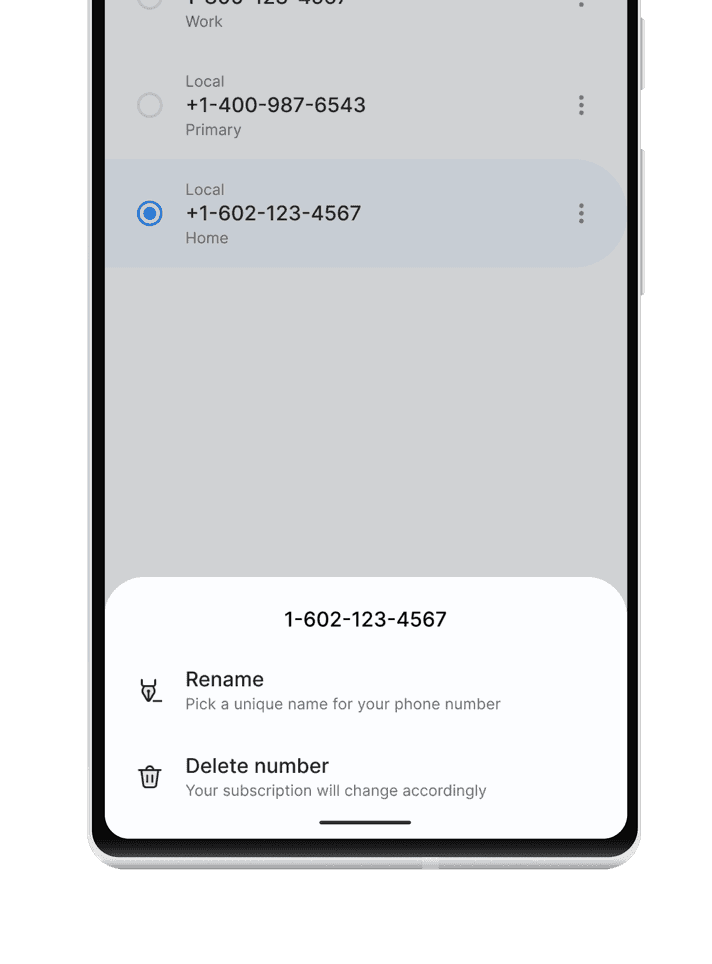 Work
Local
+1-400-987-6543
Primary
Local
+1-602-123-4567
Home
1-602-123-4567
Rename
Pick a unique name for your phone number
Delete number
Your subscription will change accordingly